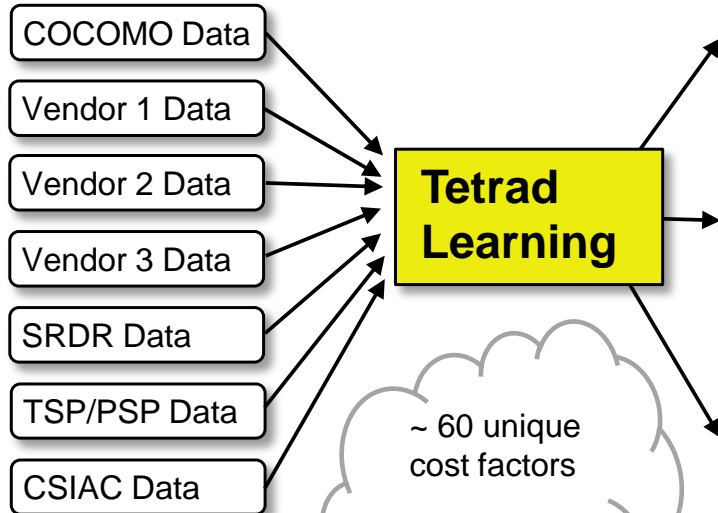 COCOMO Data
Vendor 1 Data
Vendor 2 Data
Vendor 3 Data
SRDR Data
TSP/PSP Data
CSIAC Data
Tetrad
Learning
~ 60 unique
cost factors